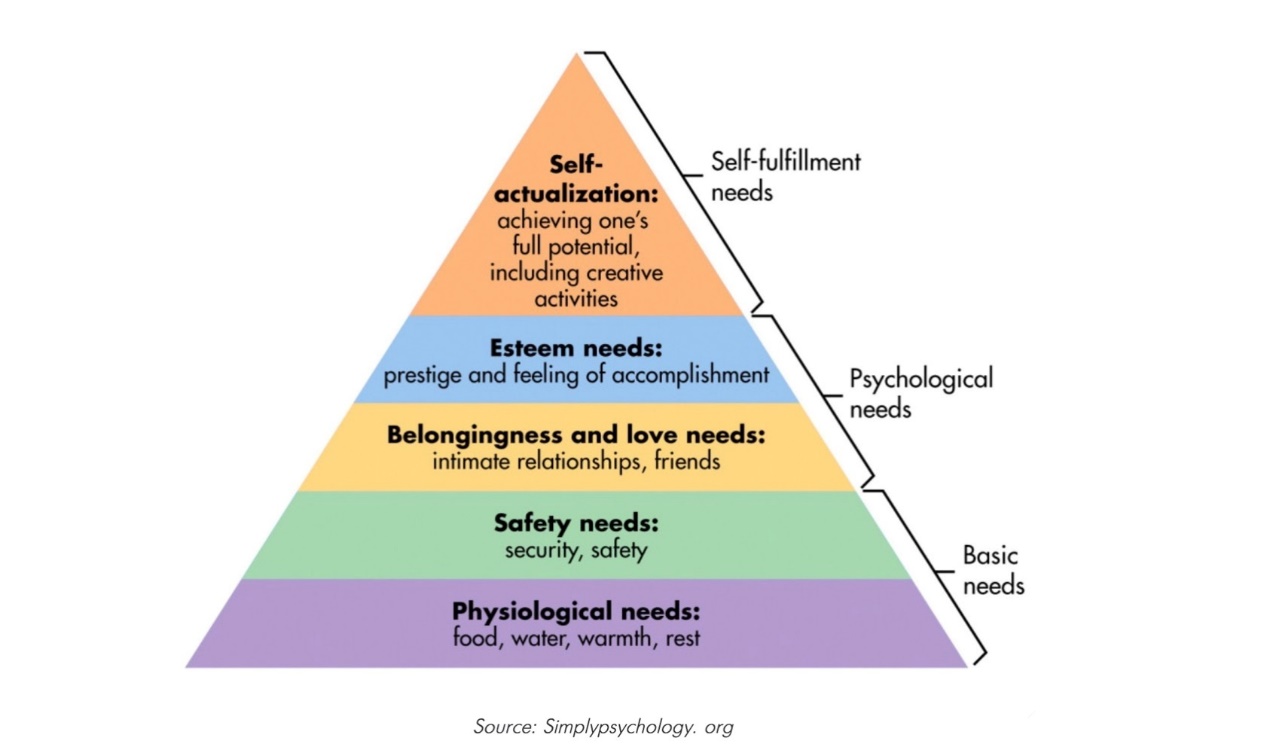 Self-
actualization:
achieving one's
full potential,
including creative
activities
Self-fulfillment
needs
Esteem needs:
prestige and feeling of accomplishment
Psychological
needs
Belongingness and love needs:
intimate relationships, friends
Safety needs:
security, safety
Basic
needs
Physiological needs:
food, water, warmth, rest
Source: Simplypsychology. org